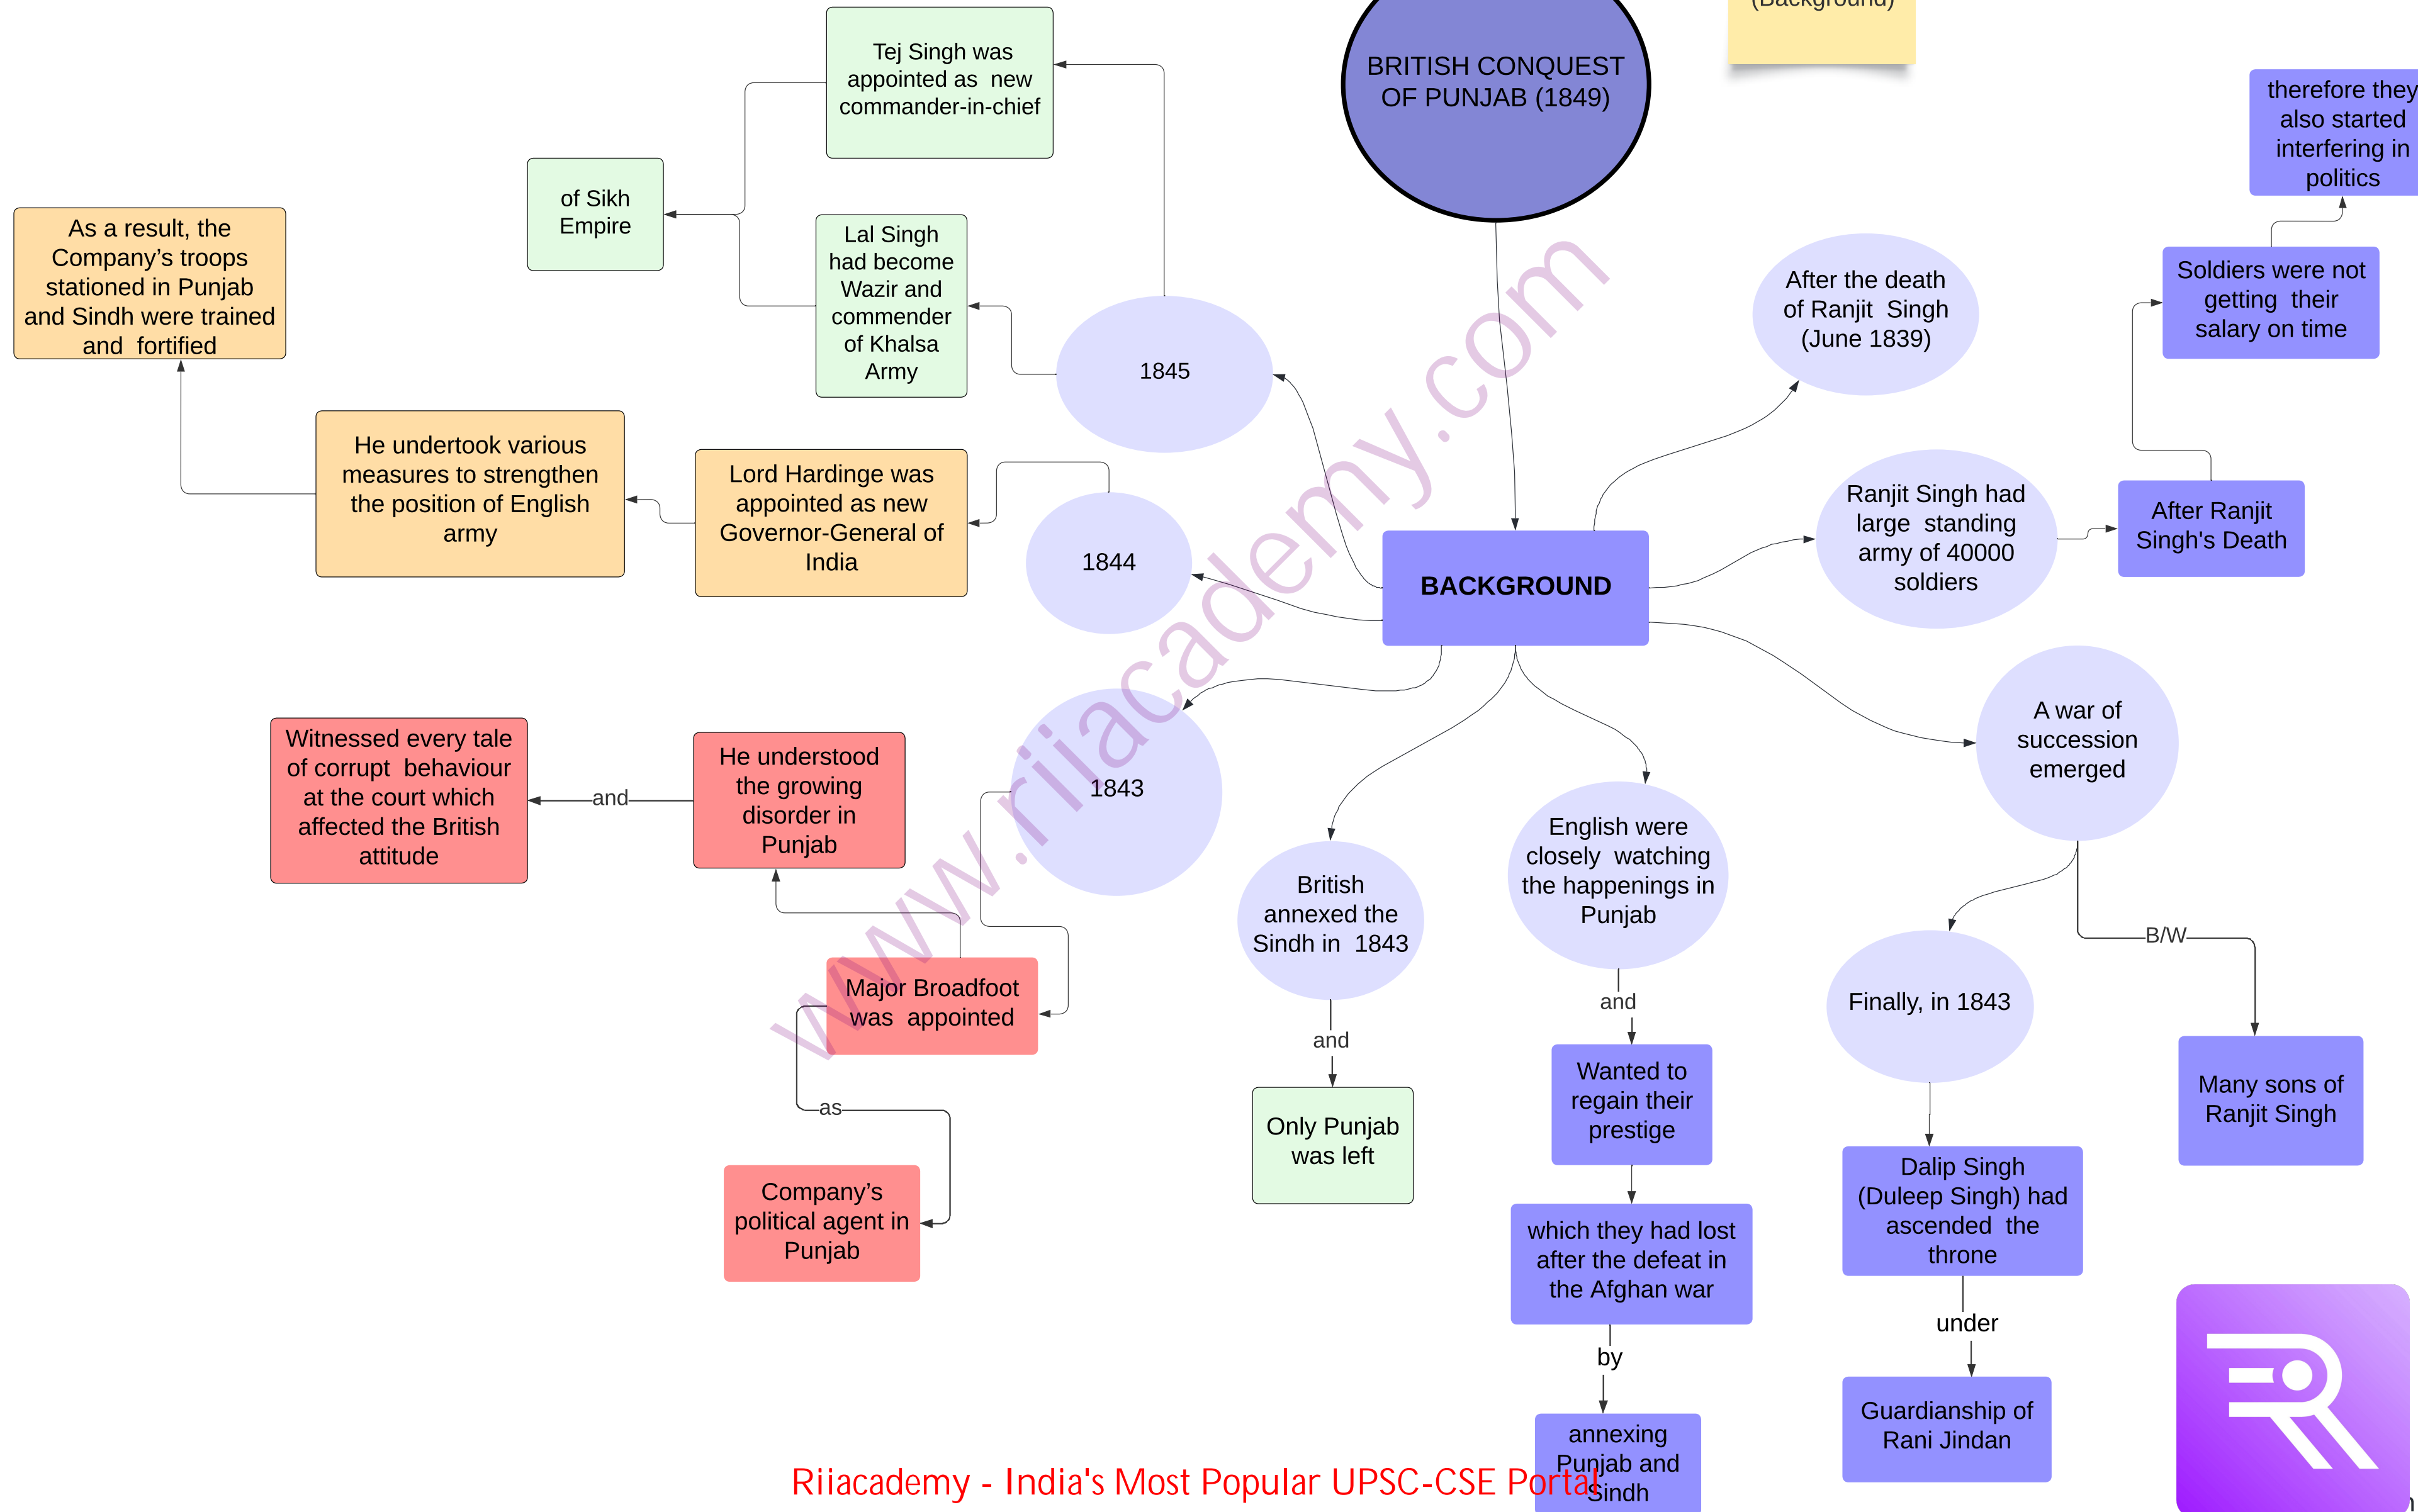 (Background)
BRITISH CONQUEST
OF PUNJAB (1849)
Tej Singh was
appointed as new
commander-in-chief
of Sikh
Empire
Lal Singh
had become
Wazir and
commender
of Khalsa
Army
1845
As a result, the
Company’s troops
stationed in Punjab
and Sindh were trained
and fortified
He undertook various
measures to strengthen
the position of English
army
Lord Hardinge was
appointed as new
Governor-General of
India
1844
BACKGROUND
After the death
of Ranjit Singh
(June 1839)
therefore they
also started
interfering in
politics
Soldiers were not
getting their
salary on time
Ranjit Singh had
large standing
army of 40000
soldiers
After Ranjit
Singh's Death
A war of
succession
emerged
B/W
Many sons of
Ranjit Singh
Finally, in 1843
Dalip Singh
(Duleep Singh) had
ascended the
throne
under
Guardianship of
Rani Jindan
English were
closely watching
the happenings in
Punjab
and
Wanted to
regain their
prestige
which they had lost
after the defeat in
the Afghan war
by
annexing
Punjab and
Sindh
British
annexed the
Sindh in 1843
and
Only Punjab
was left
1843
Witnessed every tale
of corrupt behaviour
at the court which
affected the British
attitude
and
He understood
the growing
disorder in
Punjab
Major Broadfoot
was appointed
as
Company’s
political agent in
Punjab
www.riiacademy.com
Riiacademy - India's Most Popular UPSC-CSE Portal